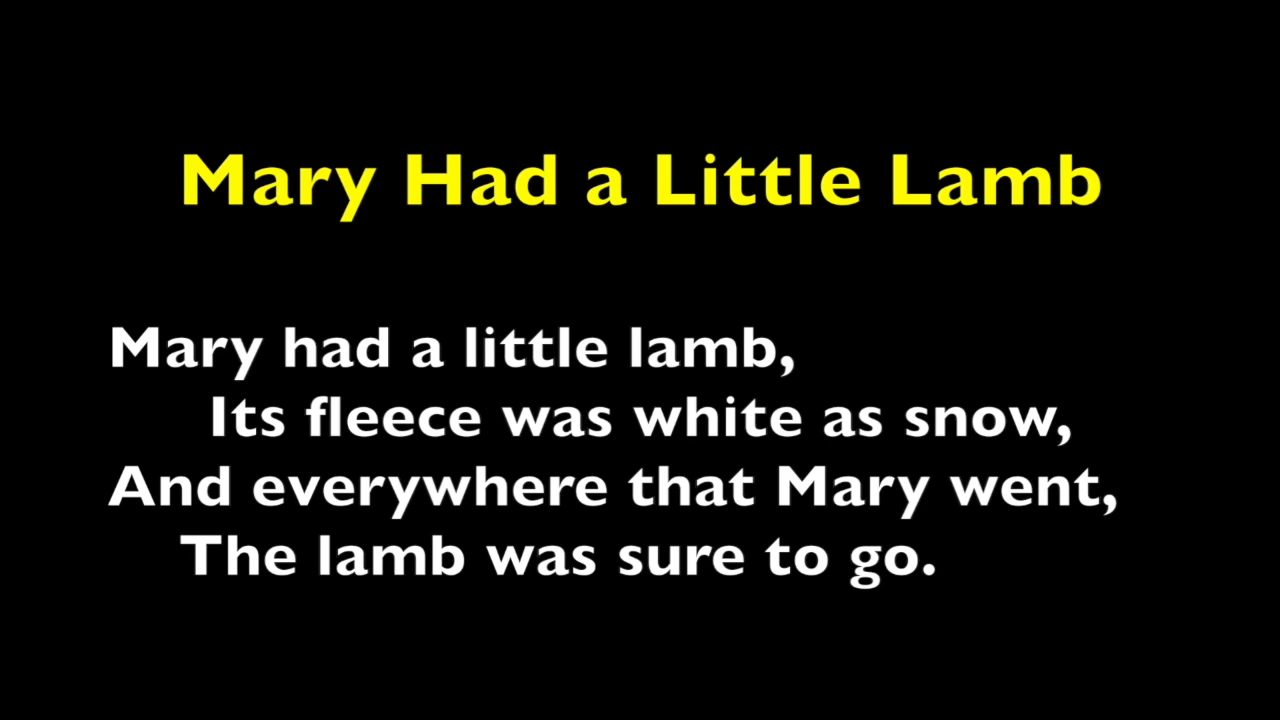 Mary Had a Little Lamb
Mary had a little lamb,
Its fleece was white as snow,
And everywhere that Mary went,
The lamb was sure to go.